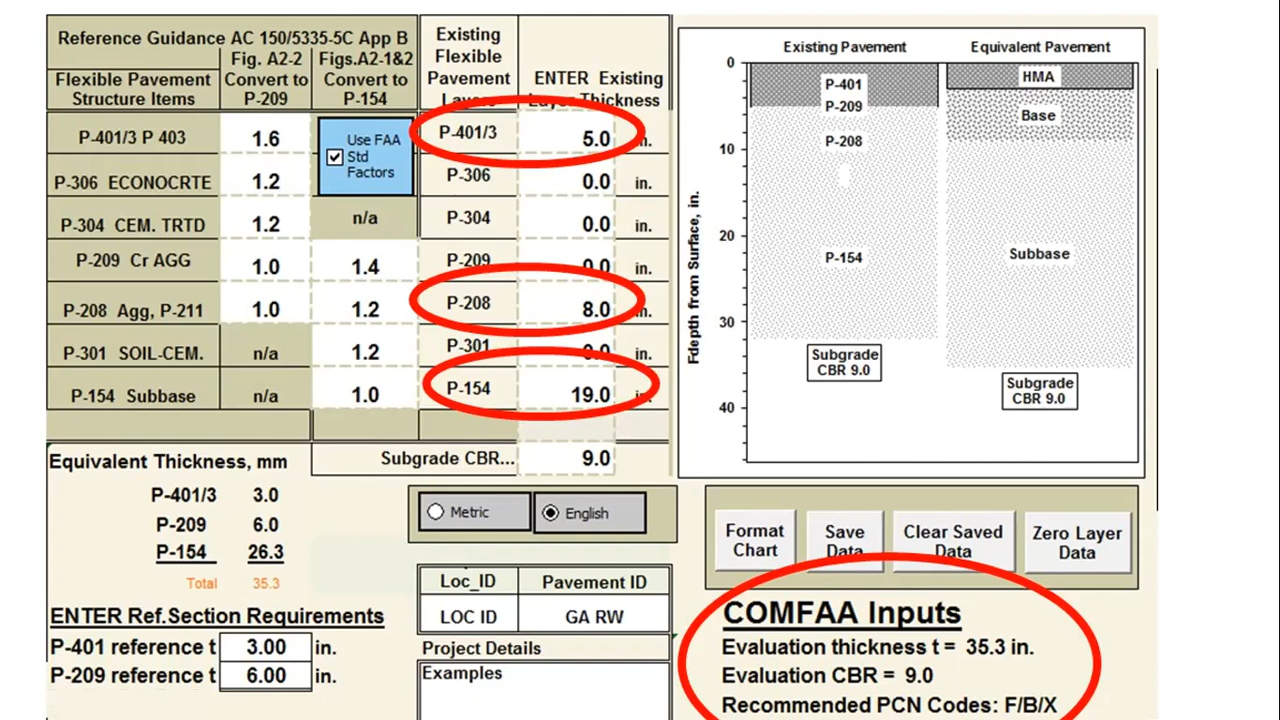 Reference Guidance AC 150/5335-5C App B
Flexible Pavement Structure Items
Fig. A2-2 Convert to P-209
Figs.A2-1&2 Convert to P-154
Existing Flexible Pavement Layers
ENTER Existing Layer Thickness
P-401/3 P 403 1.6
Use FAA Std Factors
P-401/3 5.0 in.
P-306 ECONOCRTE 1.2 P-306 0.0 in.
P-304 CEM. TRTD 1.2 n/a P-304 0.0 in.
P-209 Cr AGG 1.0 1.4 P-209 0.0 in.
P-208 Agg, P-211 1.0 1.2 P-208 8.0 in.
P-301 SOIL-CEM. n/a 1.2 P-301 0.0 in.
P-154 Subbase n/a 1.0 P-154 19.0 in.
Subgrade CBR... 9.0
Existing Pavement Equivalent Pavement
Fdepth from Surface, in.
0
10
20
30
40
P-401
P-209
P-208
P-154
Subgrade
CBR 9.0
HMA
Base
Subbase
Subgrade
CBR 9.0
Equivalent Thickness, mm
P-401/3 3.0
P-209 6.0
P-154 26.3
Total 35.3
ENTER Ref.Section Requirements
P-401 reference t 3.00 in.
P-209 reference t 6.00 in.
Metric English
Loc_ID Pavement ID
LOC ID GA RW
Project Details
Examples
Format Chart
Save Data
Clear Saved Data
Zero Layer Data
COMFAA Inputs
Evaluation thickness t = 35.3 in.
Evaluation CBR = 9.0
Recommended PCN Codes: F/B/X